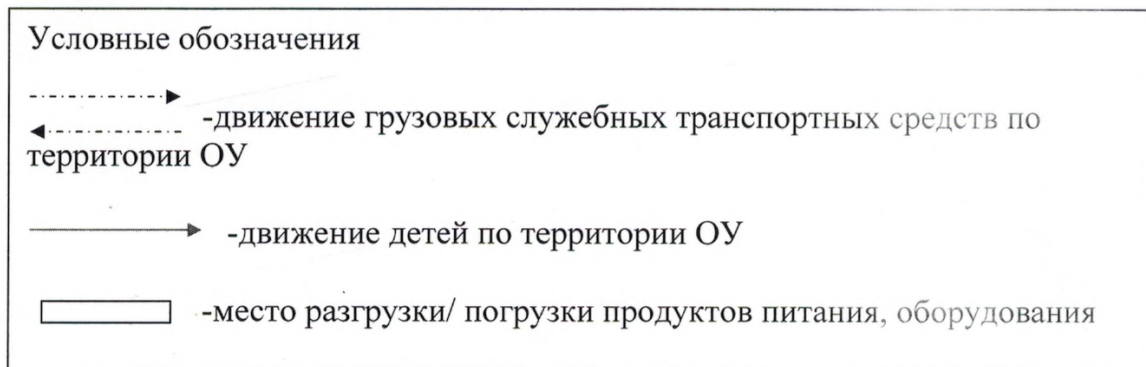 Условные обозначения
-движение грузовых служебных транспортных средств по
территории ОУ
-движение детей по территории ОУ
-место разгрузки/ погрузки продуктов питания, оборудования